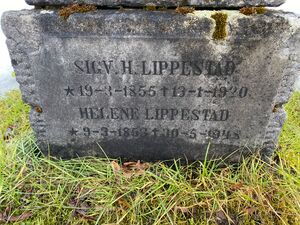 SIGV. H. LIPPESTAD
★ 19-3-1855 † 13-1-1920
HELENE LIPPESTAD
★ 9-3-1863 † 10-5-1948